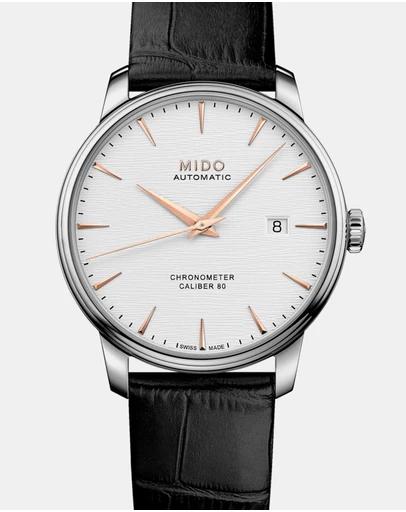 MIDO
AUTOMATIC
8
CHRONOMETER
CALIBER 80
SWISS MADE